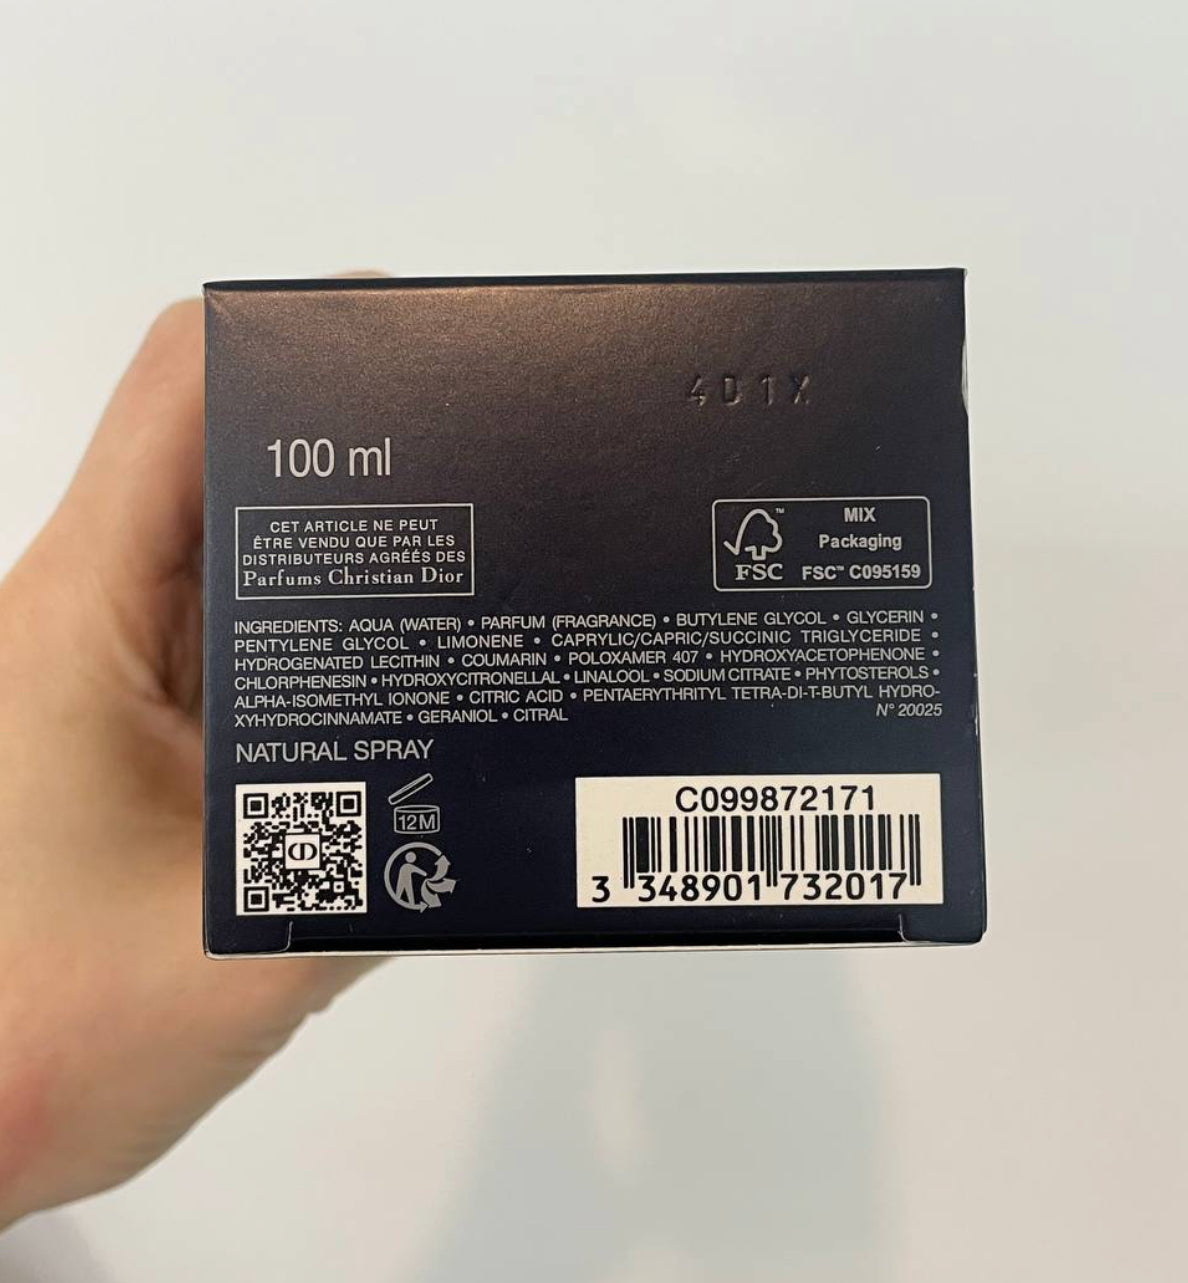 4D1X
100 ml
CET ARTICLE NE PEUT
ÊTRE VENDU QUE PAR LES
DISTRIBUTEURS AGRÉÉS DES
Parfums Christian Dior
FSC
™
MIX
Packaging
FSC™ C095159
INGREDIENTS: AQUA (WATER) • PARFUM (FRAGRANCE) • BUTYLENE GLYCOL • GLYCERIN •
PENTYLENE GLYCOL • LIMONENE • CAPRYLIC/CAPRIC/SUCCINIC TRIGLYCERIDE •
HYDROGENATED LECITHIN • COUMARIN • POLOXAMER 407 • HYDROXYACETOPHENONE •
CHLORPHENESIN • HYDROXYCITRONELLAL • LINALOOL • SODIUM CITRATE • PHYTOSTEROLS •
ALPHA-ISOMETHYL IONONE • CITRIC ACID • PENTAERYTHRITYL TETRA-DI-T-BUTYL HYDRO-
XYHYDROCINNAMATE • GERANIOL • CITRAL
N° 20025
NATURAL SPRAY
CD
12M
C099872171
3 348901 732017